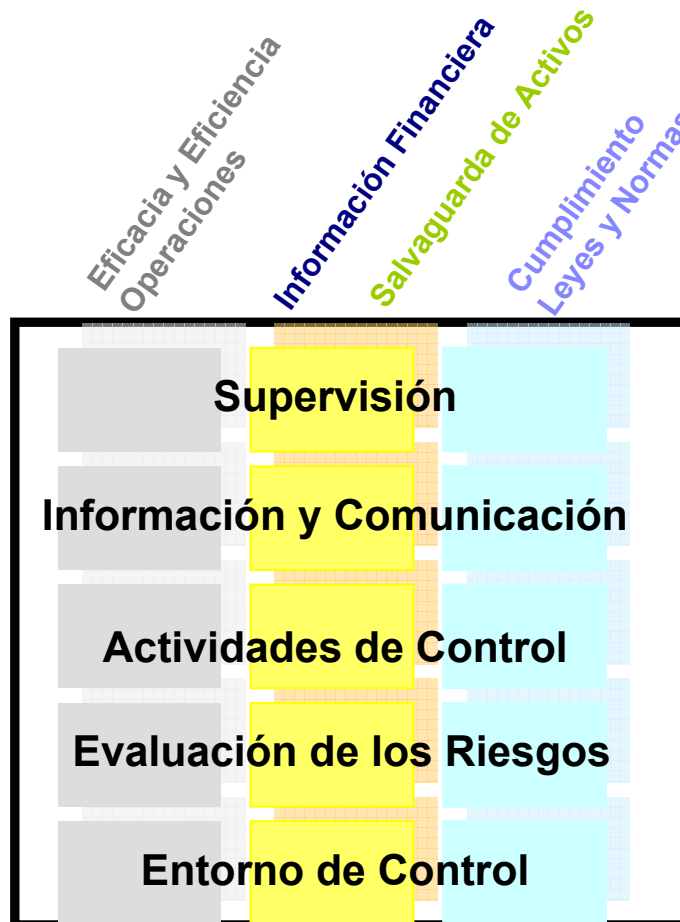 Eficacia y Eficiencia
Operaciones
Información Financiera
Salvaguarda de Activos
Cumplimiento
Leyes y Normas
Supervisión
Información y Comunicación
Actividades de Control
Evaluación de los Riesgos
Entorno de Control